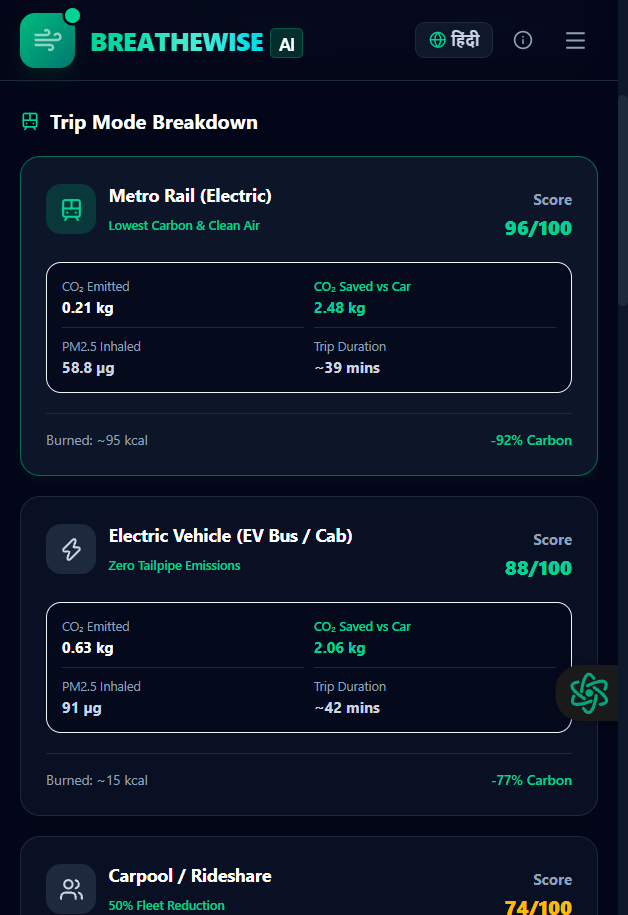 BREATHEWISE AI हिंदी
Trip Mode Breakdown
Metro Rail (Electric)
Lowest Carbon & Clean Air
Score
96/100
CO₂ Emitted
0.21 kg
CO₂ Saved vs Car
2.48 kg
PM2.5 Inhaled
58.8 µg
Trip Duration
~39 mins
Burned: ~95 kcal
-92% Carbon
Electric Vehicle (EV Bus / Cab)
Zero Tailpipe Emissions
Score
88/100
CO₂ Emitted
0.63 kg
CO₂ Saved vs Car
2.06 kg
PM2.5 Inhaled
91 µg
Trip Duration
~42 mins
Burned: ~15 kcal
-77% Carbon
Carpool / Rideshare
50% Fleet Reduction
Score
74/100